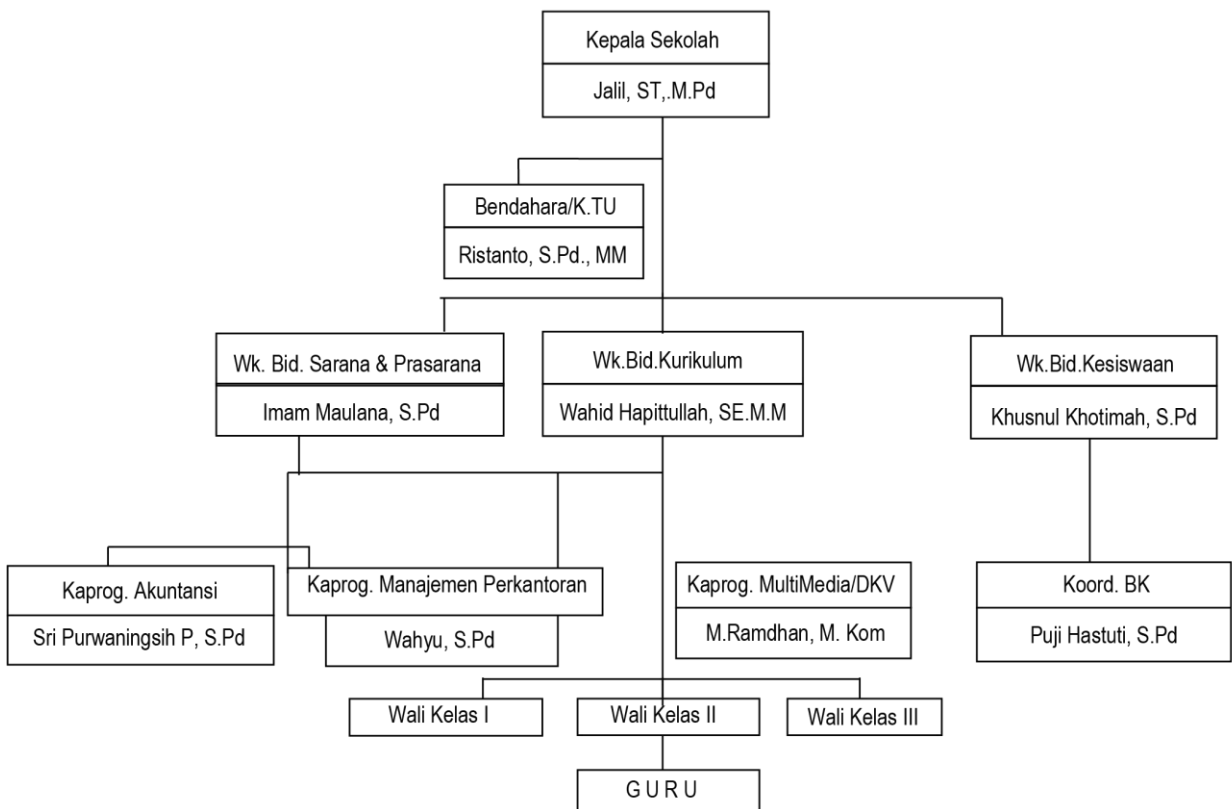 Kepala Sekolah
Jalil, ST,.M.Pd
Bendahara/K.TU
Ristanto, S.Pd., MM
Wk. Bid. Sarana & Prasarana
Imam Maulana, S.Pd
Wk.Bid.Kurikulum
Wahid Hapittullah, SE.M.M
Wk.Bid.Kesiswaan
Khusnul Khotimah, S.Pd
Kaprog. Akuntansi
Sri Purwaningsih P, S.Pd
Kaprog. Manajemen Perkantoran
Wahyu, S.Pd
Kaprog. MultiMedia/DKV
M.Ramdhan, M. Kom
Koord. BK
Puji Hastuti, S.Pd
Wali Kelas I
Wali Kelas II
Wali Kelas III
G U R U